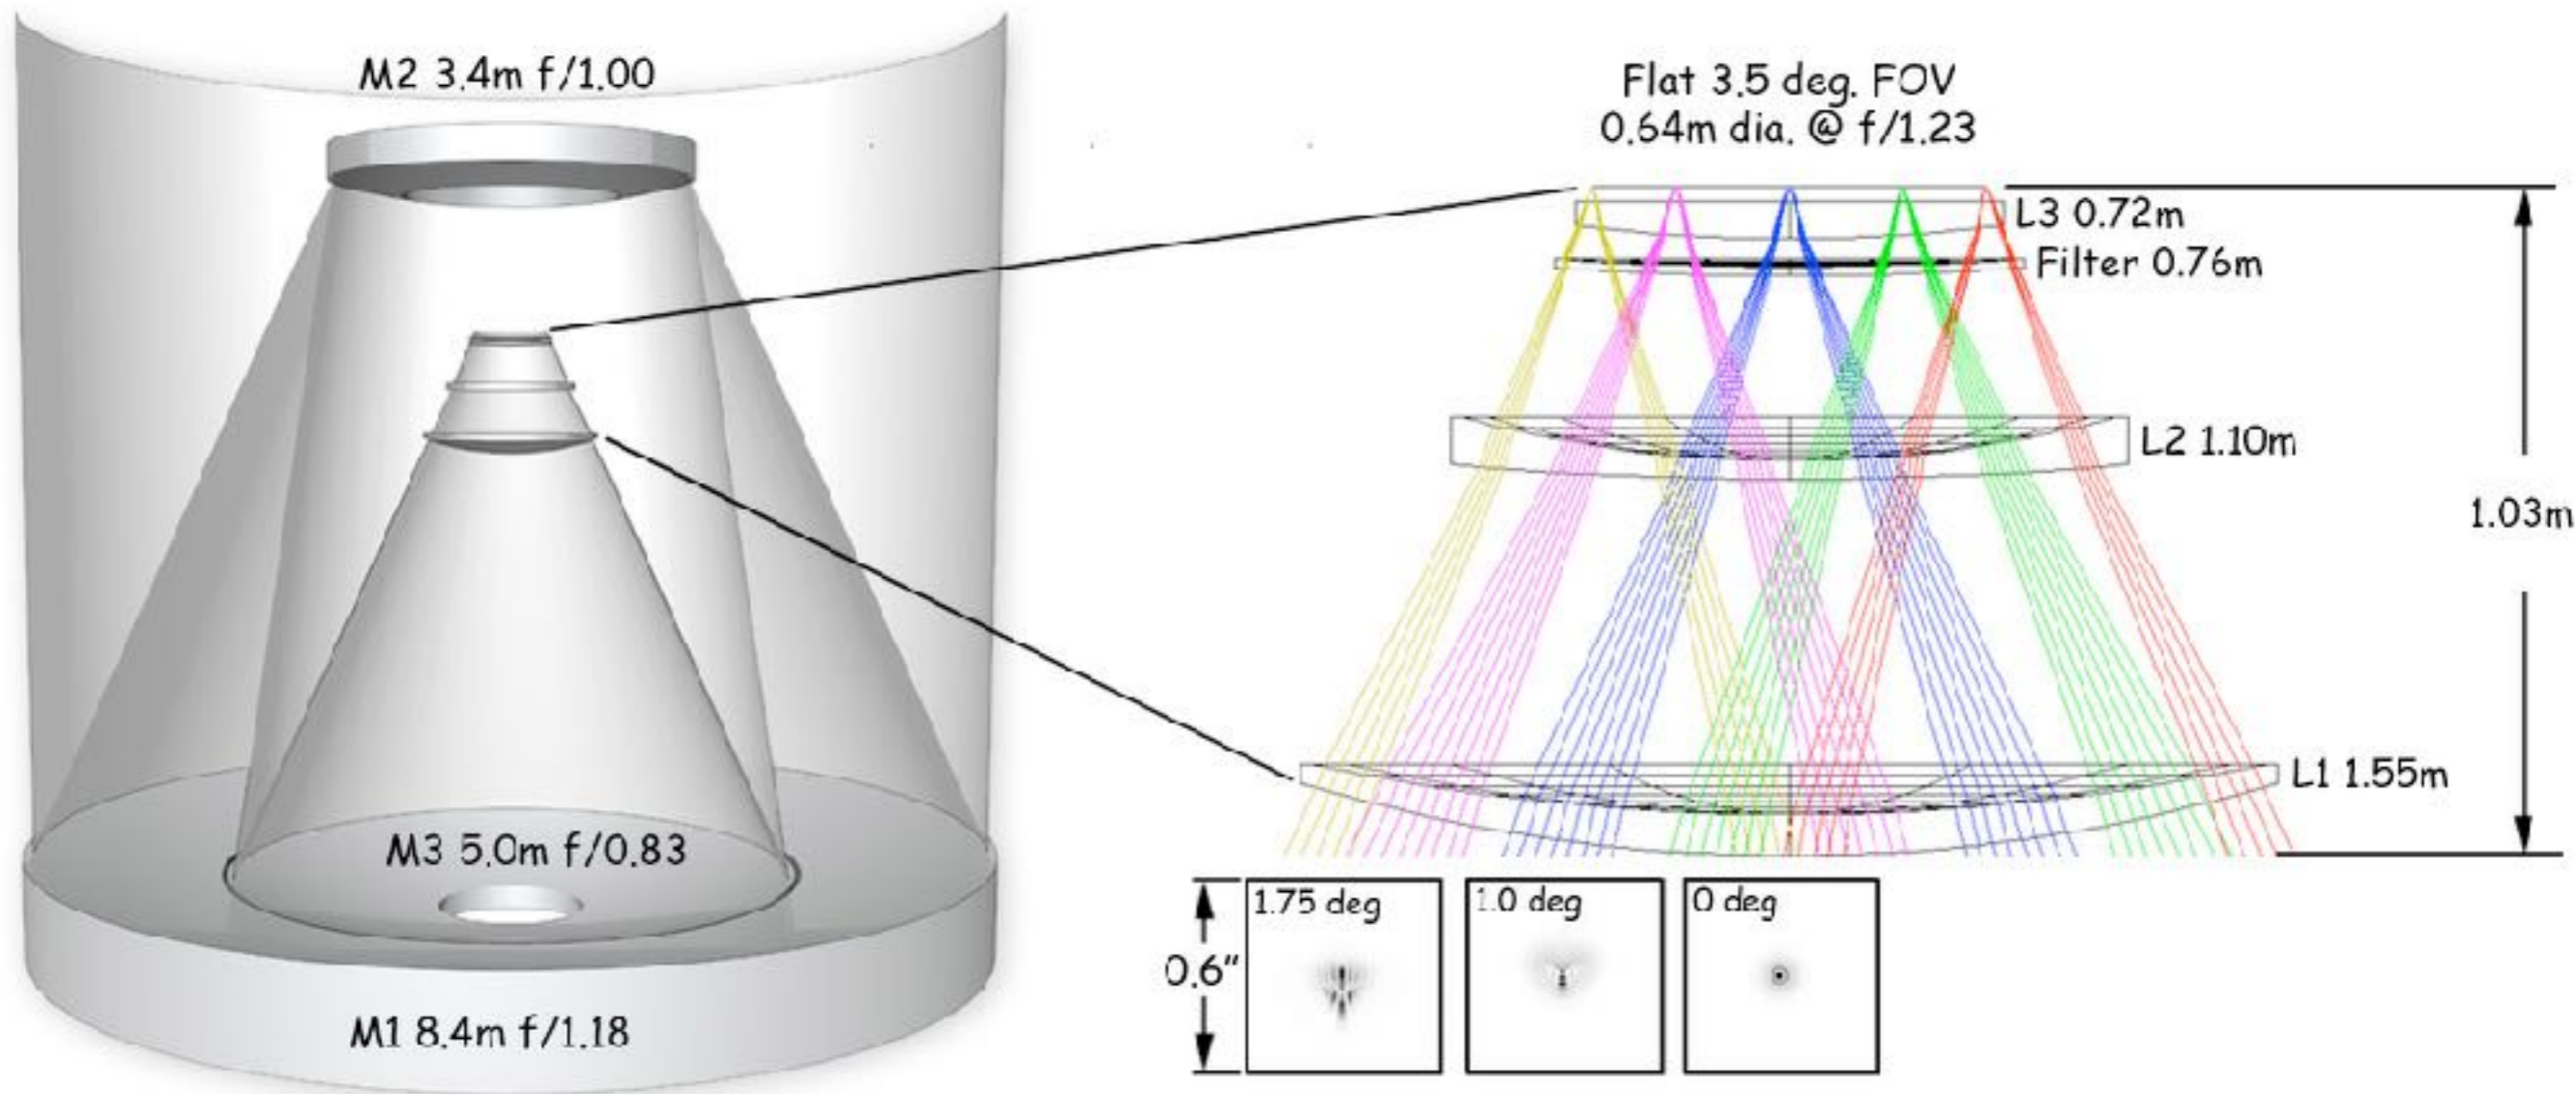 M2 3.4m f/1.00
M3 5.0m f/0.83
M1 8.4m f/1.18
Flat 3.5 deg. FOV
0.64m dia. @ f/1.23
L3 0.72m
Filter 0.76m
L2 1.10m
1.03m
L1 1.55m
0.6"
1.75 deg
1.0 deg
0 deg